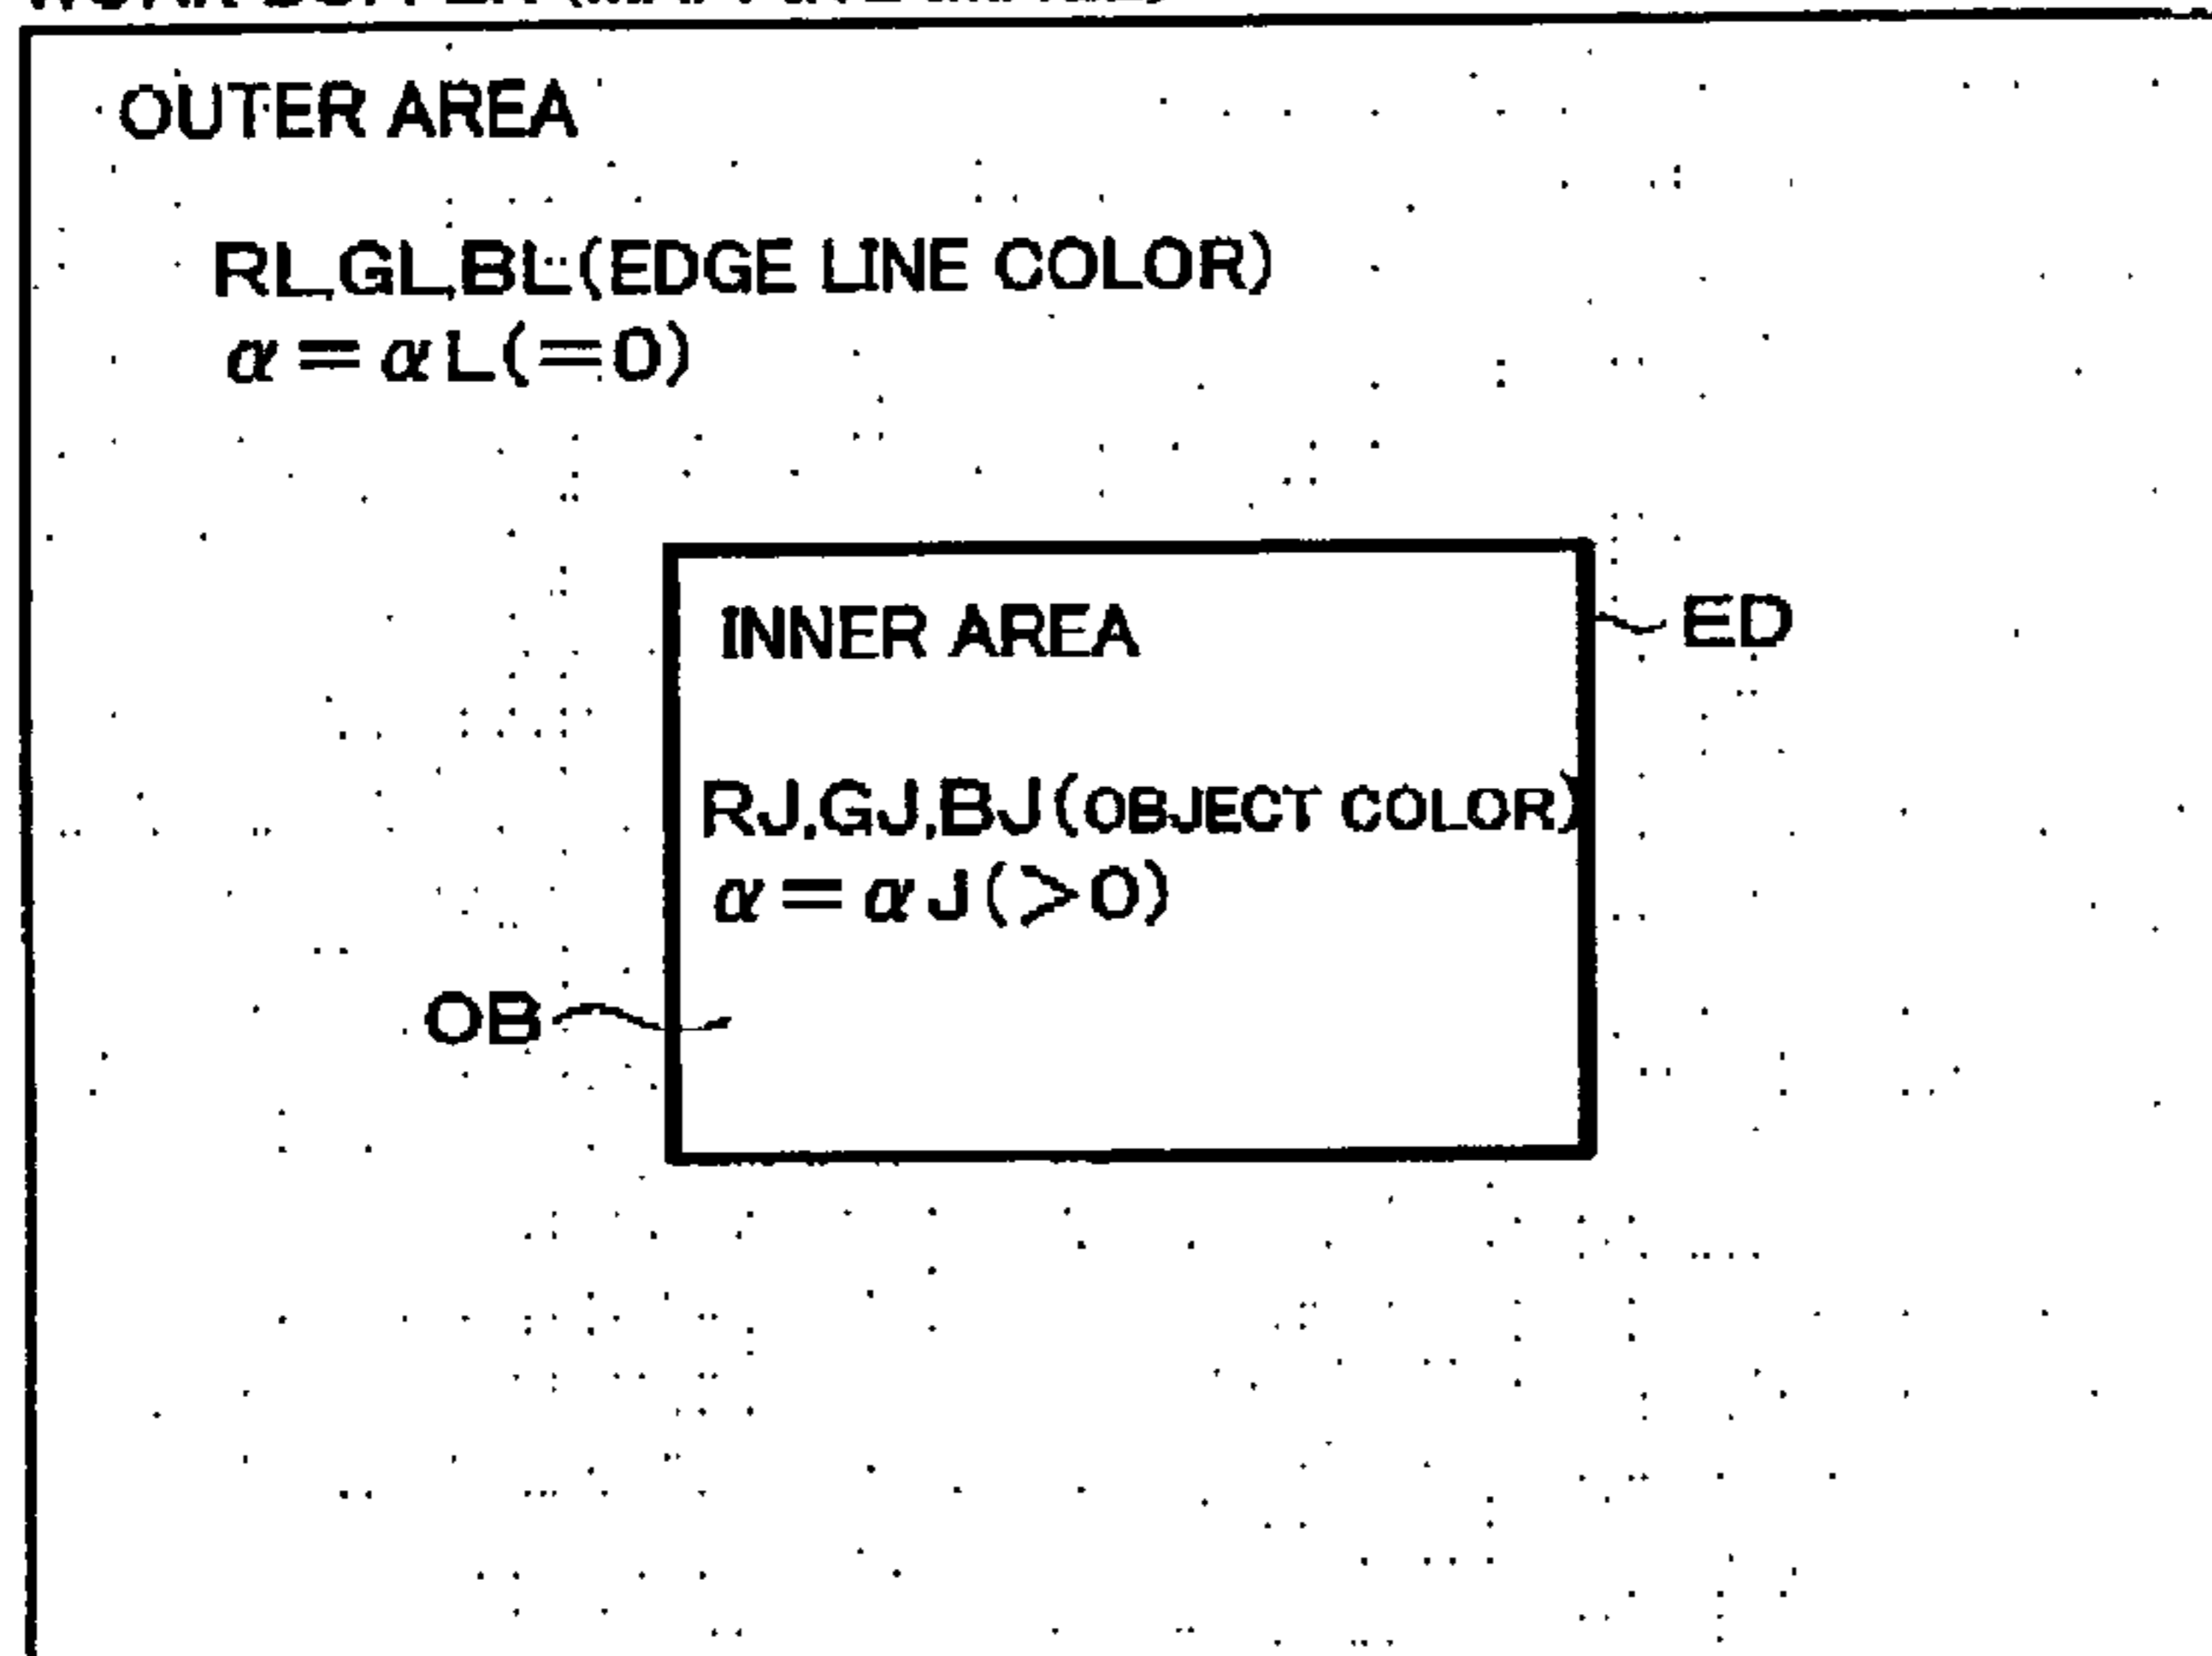 OUTER AREA
RL,GL,BL(EDGE LINE COLOR)
α=αL(=0)
INNER AREA
ED
RJ,GJ,BJ(OBJECT COLOR)
α=αJ(>0)
OB